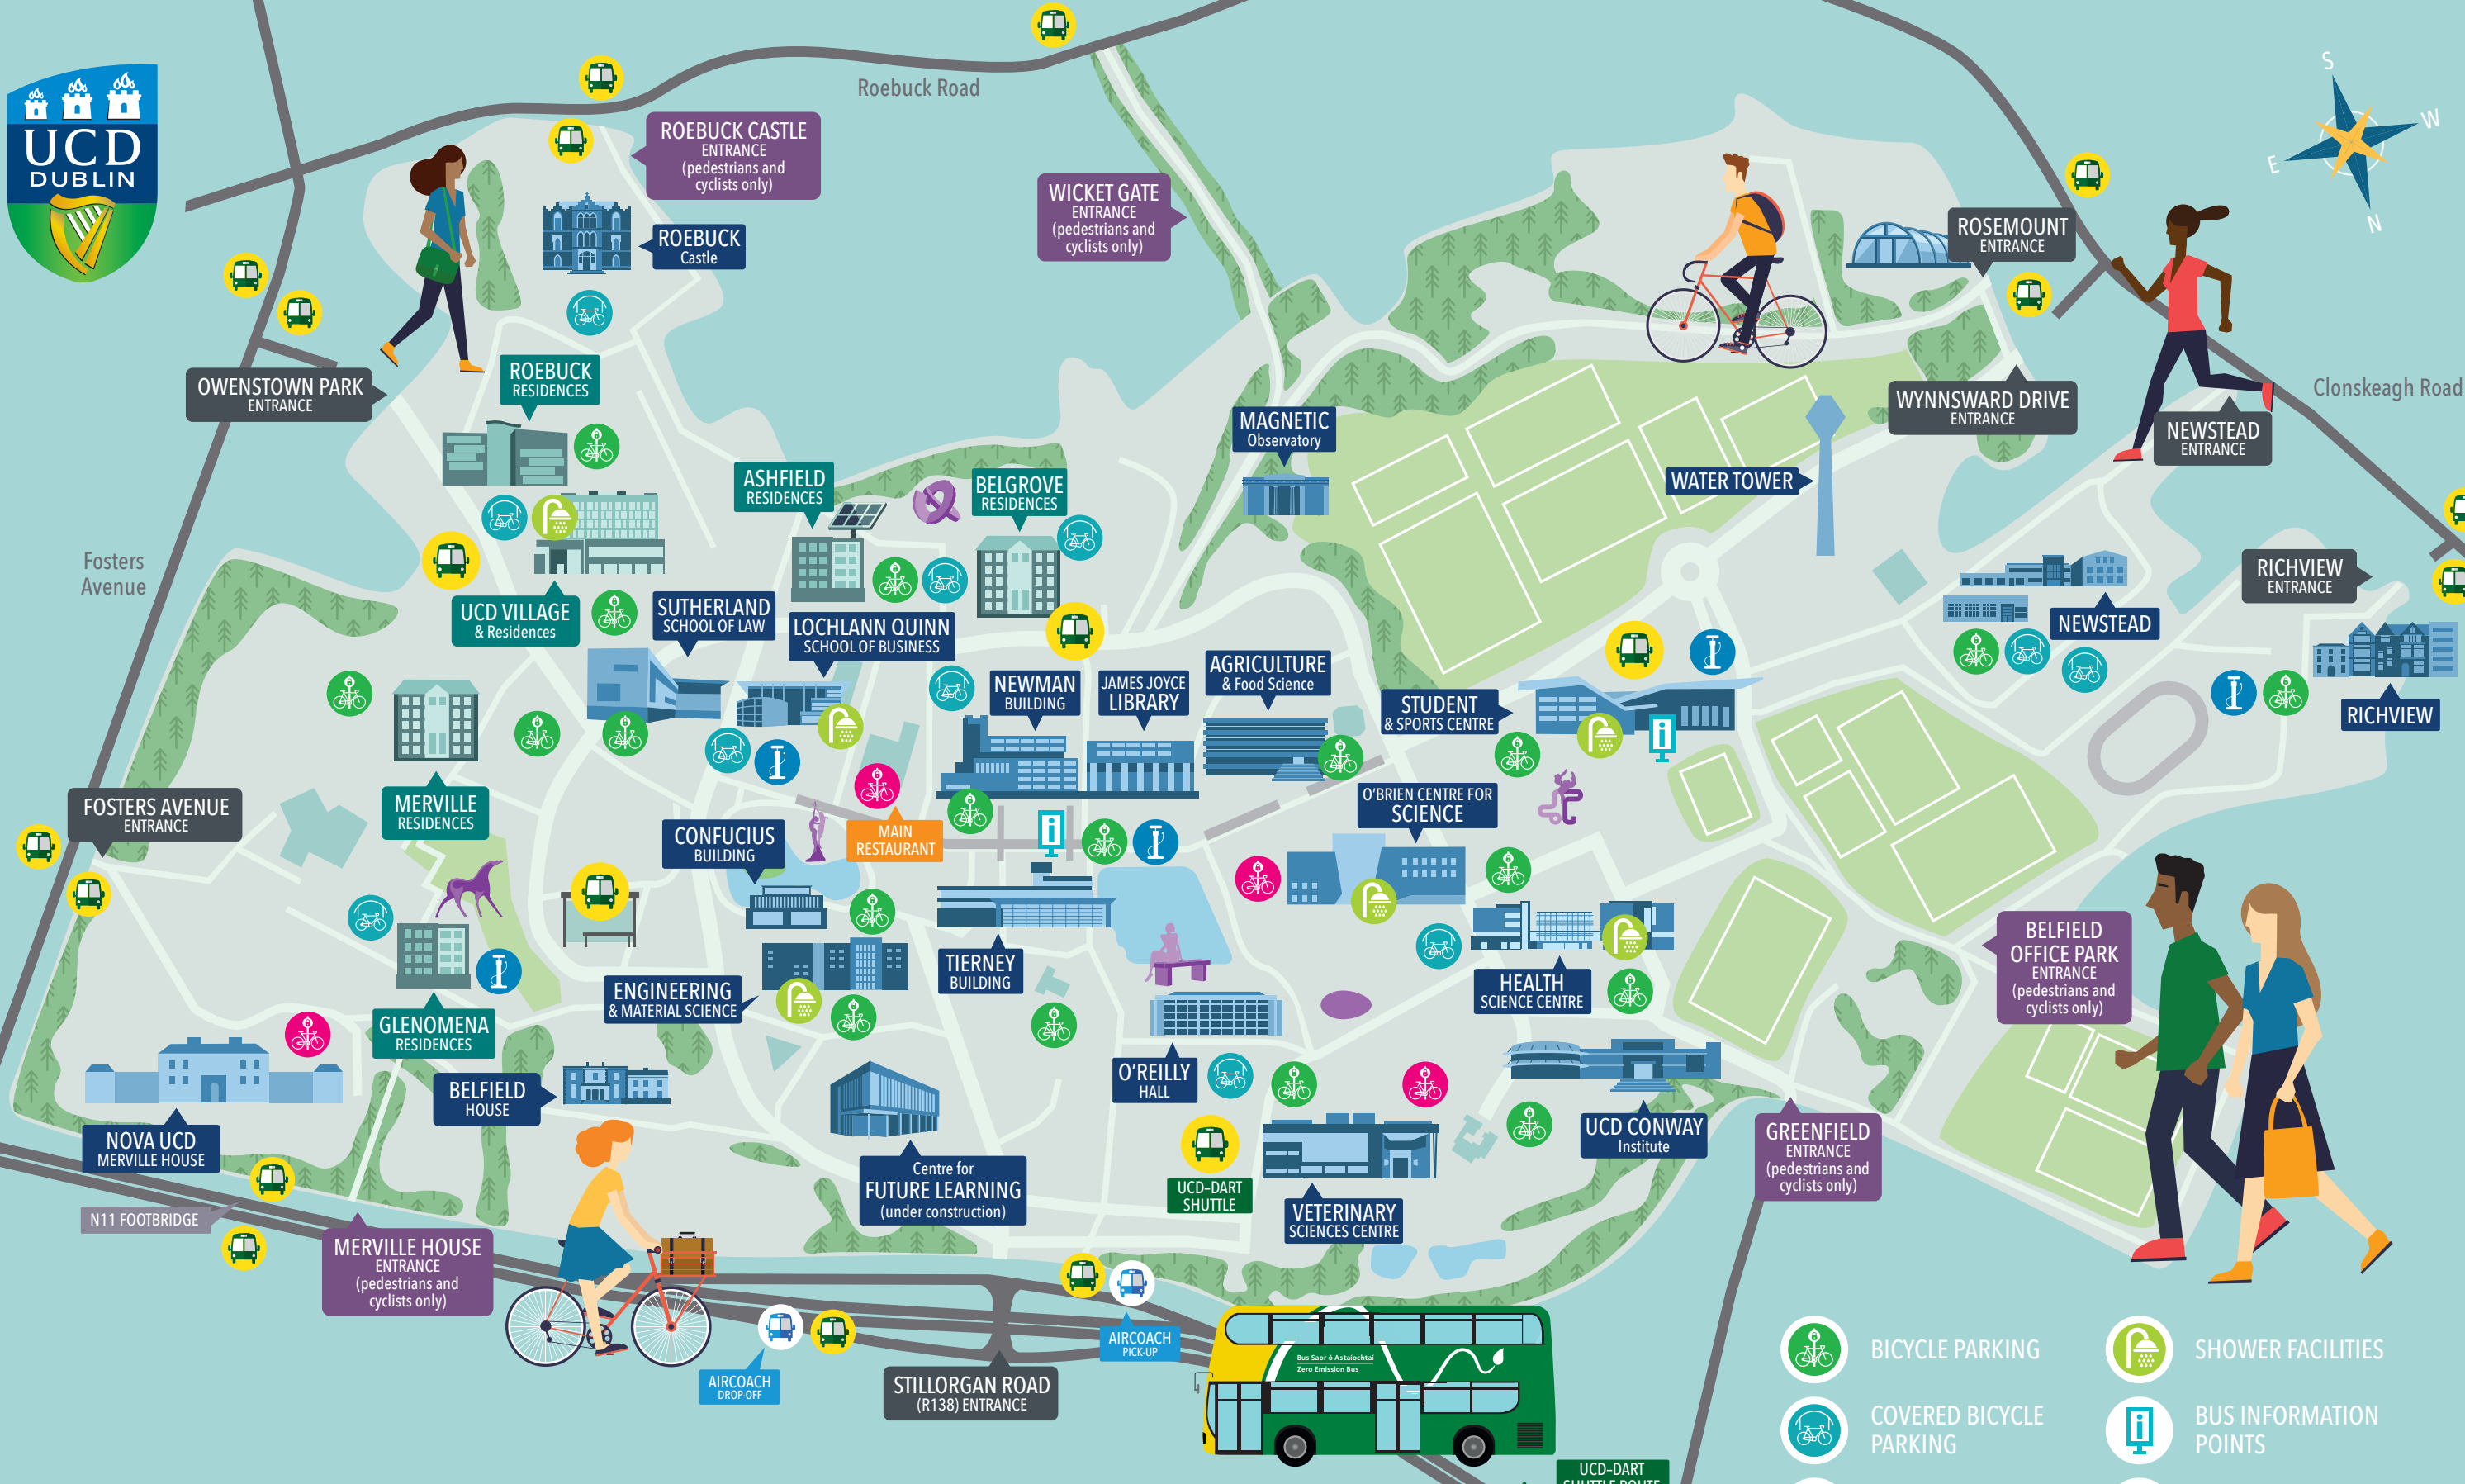 UCD
DUBLIN
Roebuck Road
ROEBUCK CASTLE
ENTRANCE
(pedestrians and
cyclists only)
ROEBUCK
Castle
WICKET GATE
ENTRANCE
(pedestrians and
cyclists only)
S
W
E
N
ROSEMOUNT
ENTRANCE
OWENSTOWN PARK
ENTRANCE
ROEBUCK
RESIDENCES
WYNNSWARD DRIVE
ENTRANCE
Clonskeagh Road
NEWSTEAD
ENTRANCE
MAGNETIC
Observatory
WATER TOWER
ASHFIELD
RESIDENCES
BELGROVE
RESIDENCES
Fosters
Avenue
UCD VILLAGE
& Residences
SUTHERLAND
SCHOOL OF LAW
LOCHLANN QUINN
SCHOOL OF BUSINESS
RICHVIEW
ENTRANCE
NEWSTEAD
RICHVIEW
NEWMAN
BUILDING
JAMES JOYCE
LIBRARY
AGRICULTURE
& Food Science
STUDENT
& SPORTS CENTRE
i
FOSTERS AVENUE
ENTRANCE
MERVILLE
RESIDENCES
CONFUCIUS
BUILDING
MAIN
RESTAURANT
i
O'BRIEN CENTRE FOR
SCIENCE
BELFIELD
OFFICE PARK
ENTRANCE
(pedestrians and
cyclists only)
TIERNEY
BUILDING
ENGINEERING
& MATERIAL SCIENCE
HEALTH
SCIENCE CENTRE
GLENOMENA
RESIDENCES
BELFIELD
HOUSE
O'REILLY
HALL
NOVA UCD
MERVILLE HOUSE
UCD CONWAY
Institute
GREENFIELD
ENTRANCE
(pedestrians and
cyclists only)
Centre for
FUTURE LEARNING
(under construction)
UCD-DART
SHUTTLE
VETERINARY
SCIENCES CENTRE
N11 FOOTBRIDGE
MERVILLE HOUSE
ENTRANCE
(pedestrians and
cyclists only)
AIRCOACH
PICK-UP
AIRCOACH
DROP-OFF
STILLORGAN ROAD
(R138) ENTRANCE
Bus Saor ó Astaíochtaí
Zero Emission Bus
BICYCLE PARKING
SHOWER FACILITIES
COVERED BICYCLE
PARKING
i
BUS INFORMATION
POINTS
UCD-DART
SHUTTLE ROUTE